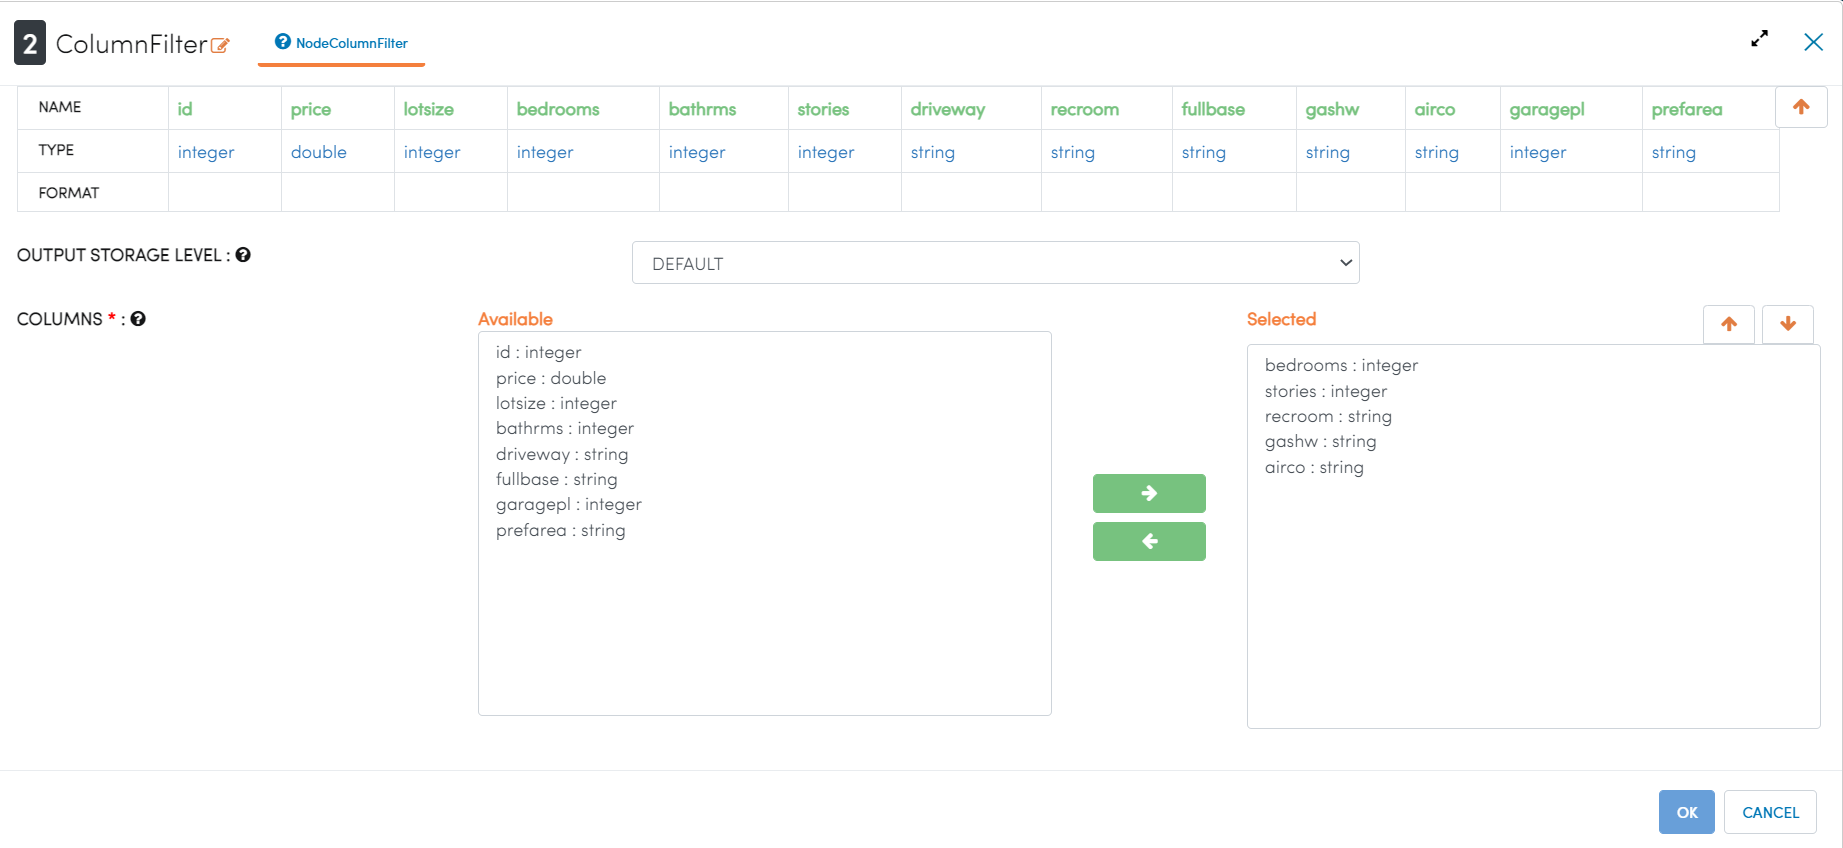 2 ColumnFilter NodeColumnFilter
NAME id price lotsize bedrooms bathrms stories driveway recroom fullbase gashw airco garagepl prefarea
TYPE integer double integer integer integer integer string string string string string integer string
FORMAT
OUTPUT STORAGE LEVEL :
DEFAULT
COLUMNS * :
Available
id : integer
price : double
lotsize : integer
bathrms : integer
driveway : string
fullbase : string
garagepl : integer
prefarea : string
Selected
bedrooms : integer
stories : integer
recroom : string
gashw : string
airco : string
OK CANCEL